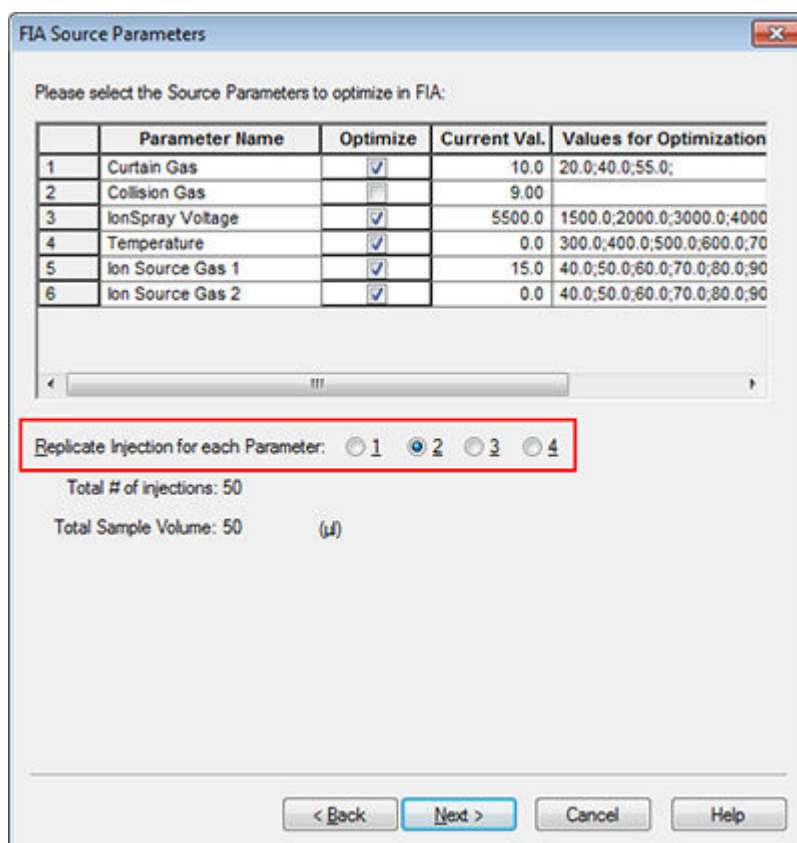 FIA Source Parameters
Please select the Source Parameters to optimize in FIA:
Parameter Name Optimize Current Val. Values for Optimization
1 Curtain Gas 10.0 20.0;40.0;55.0;
2 Collision Gas 9.00
3 IonSpray Voltage 5500.0 1500.0;2000.0;3000.0;4000
4 Temperature 0.0 300.0;400.0;500.0;600.0;70
5 Ion Source Gas 1 15.0 40.0;50.0;60.0;70.0;80.0;90
6 Ion Source Gas 2 0.0 40.0;50.0;60.0;70.0;80.0;90
Replicate Injection for each Parameter: 1 2 3 4
Total # of injections: 50
Total Sample Volume: 50 (µl)
< Back Next > Cancel Help